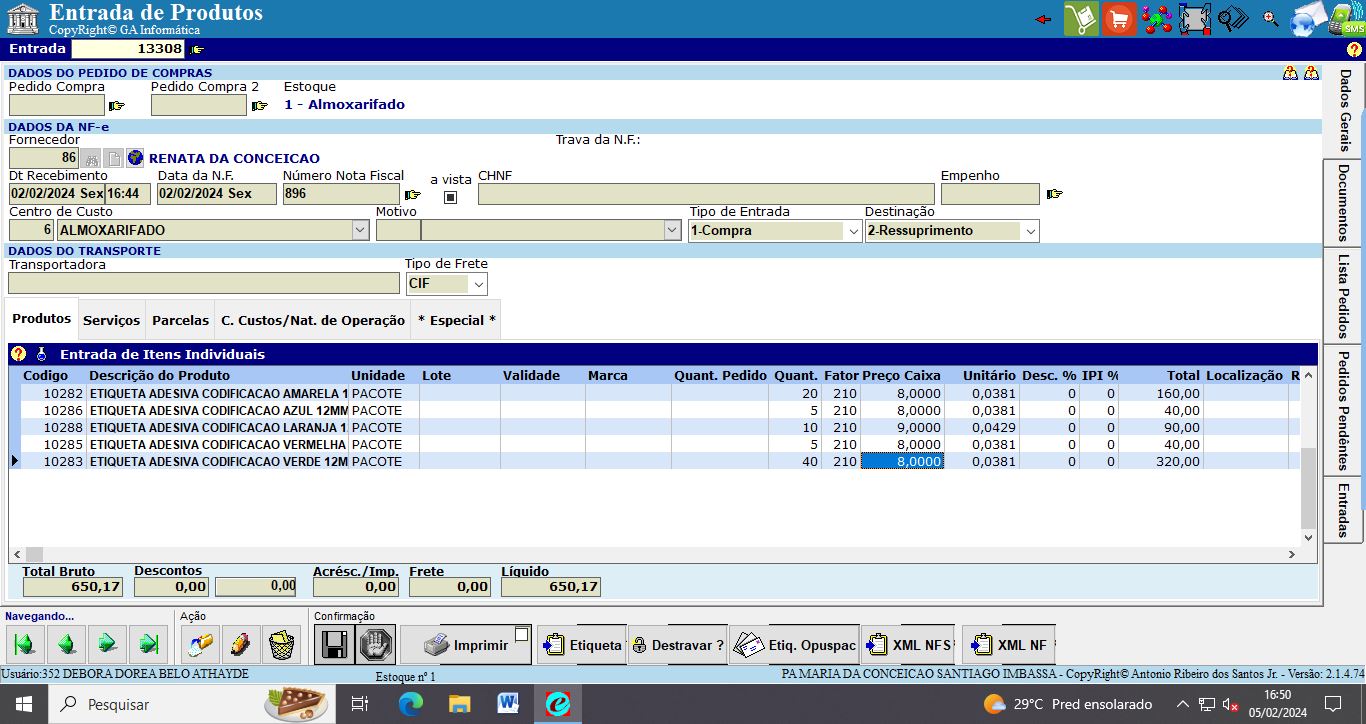 Entrada de Produtos
CopyRight© GA Informática
SMS
Entrada 13308
DADOS DO PEDIDO DE COMPRAS
Pedido Compra Pedido Compra 2 Estoque
1 - Almoxarifado
DADOS DA NF-e
Fornecedor Trava da N.F.:
86 RENATA DA CONCEICAO
Dt Recebimento Data da N.F. Número Nota Fiscal a vista CHNF Empenho
02/02/2024 Sex 16:44 02/02/2024 Sex 896
Centro de Custo Motivo Tipo de Entrada Destinação
6 ALMOXARIFADO 1-Compra 2-Ressuprimento
DADOS DO TRANSPORTE
Transportadora Tipo de Frete
CIF
Produtos Serviços Parcelas C. Custos/Nat. de Operação * Especial *
Entrada de Itens Individuais
Codigo Descrição do Produto Unidade Lote Validade Marca Quant. Pedido Quant. Fator Preço Caixa Unitário Desc. % IPI % Total Localização R
10282 ETIQUETA ADESIVA CODIFICACAO AMARELA 1 PACOTE 20 210 8,0000 0,0381 0 0 160,00
10286 ETIQUETA ADESIVA CODIFICACAO AZUL 12MM PACOTE 5 210 8,0000 0,0381 0 0 40,00
10288 ETIQUETA ADESIVA CODIFICACAO LARANJA 1 PACOTE 10 210 9,0000 0,0429 0 0 90,00
10285 ETIQUETA ADESIVA CODIFICACAO VERMELHA PACOTE 5 210 8,0000 0,0381 0 0 40,00
10283 ETIQUETA ADESIVA CODIFICACAO VERDE 12M PACOTE 40 210 8,0000 0,0381 0 0 320,00
Total Bruto Descontos Acrésc./Imp. Frete Líquido
650,17 0,00 0,00 0,00 0,00 650,17
Navegando... Ação Confirmação
Imprimir Etiqueta Destravar ? Etiq. Opuspac XML NFS XML NF
Usuário:352 DEBORA DOREA BELO ATHAYDE Estoque nº 1 PA MARIA DA CONCEICAO SANTIAGO IMBASSA - CopyRight© Antonio Ribeiro dos Santos Jr. - Versão: 2.1.4.74
Dados Gerais
Documentos
Lista Pedidos
Pedidos Pendêntes
Entradas
Pesquisar 29°C Pred ensolarado 16:50
05/02/2024